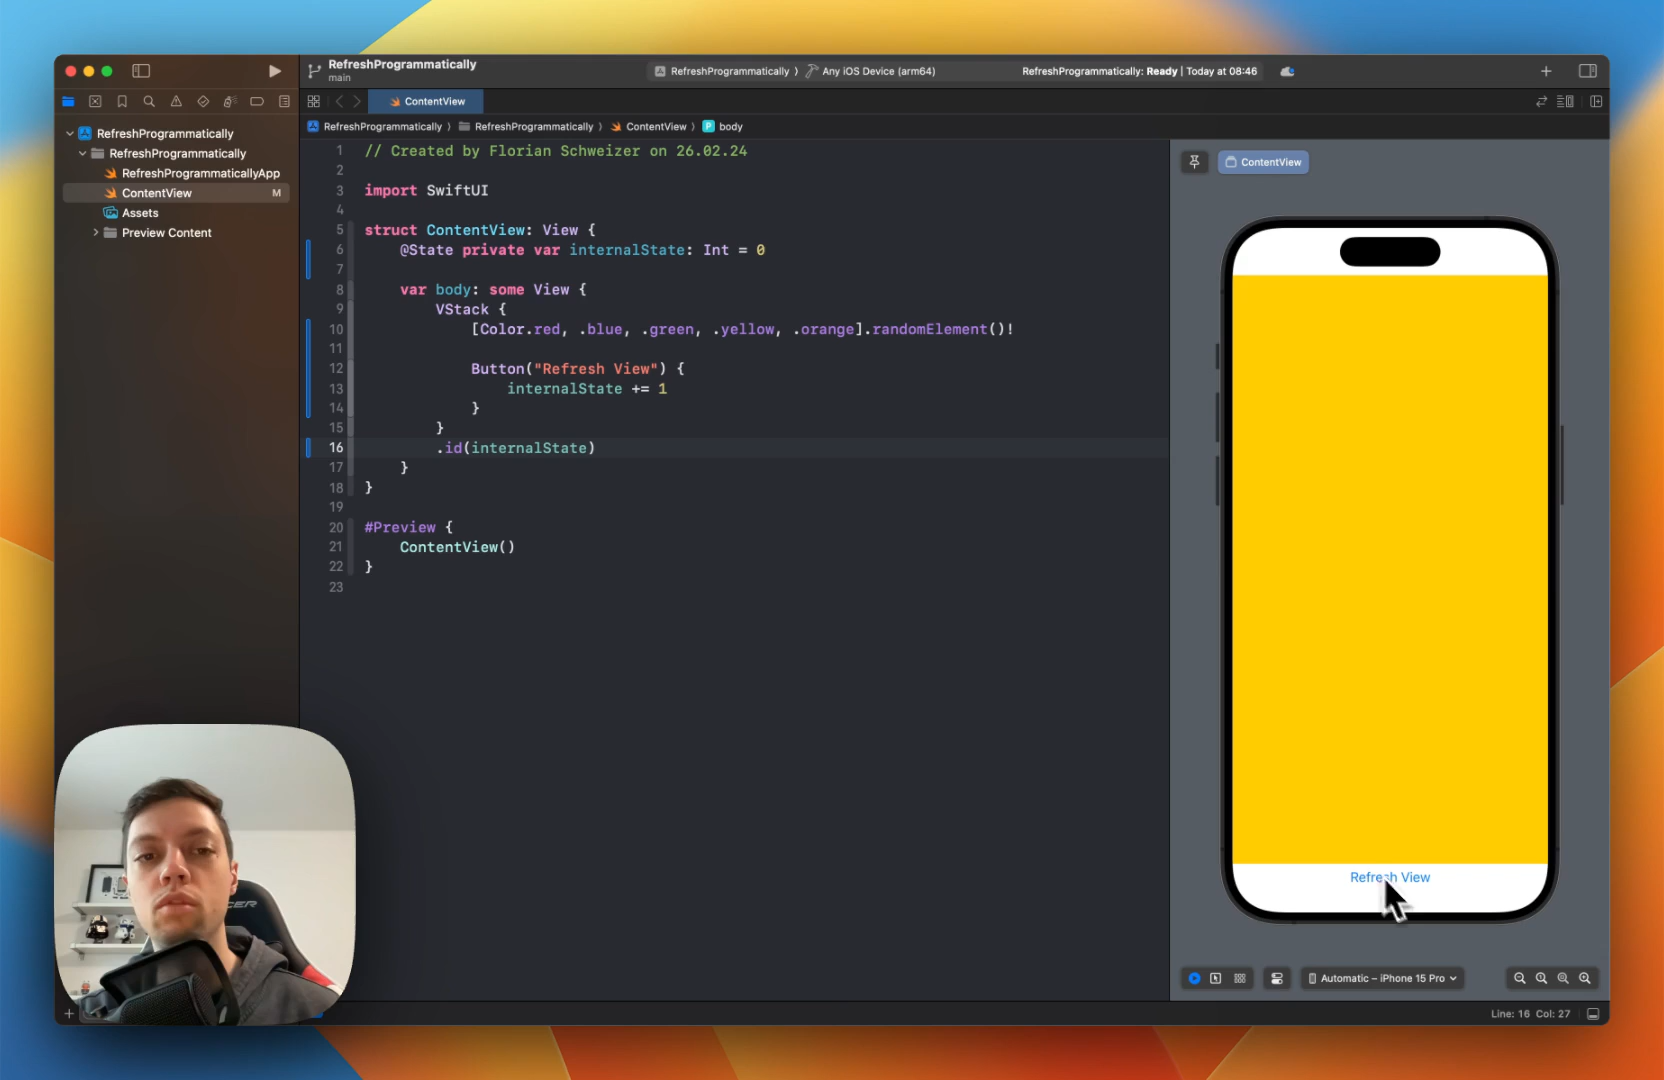 RefreshProgrammatically
main
RefreshProgrammatically ⟩ Any iOS Device (arm64)
RefreshProgrammatically: Ready | Today at 08:46
ContentView
RefreshProgrammatically ⟩ RefreshProgrammatically ⟩ ContentView ⟩ P body
RefreshProgrammatically
RefreshProgrammatically
RefreshProgrammaticallyApp
ContentView M
Assets
Preview Content
1 // Created by Florian Schweizer on 26.02.24
2
3 import SwiftUI
4
5 struct ContentView: View {
6 @State private var internalState: Int = 0
7
8 var body: some View {
9 VStack {
10 [Color.red, .blue, .green, .yellow, .orange].randomElement()!
11
12 Button("Refresh View") {
13 internalState += 1
14 }
15 }
16 .id(internalState)
17 }
18 }
19
20 #Preview {
21 ContentView()
22 }
23
ContentView
Refresh View
Automatic – iPhone 15 Pro
CER
Line: 16 Col: 27